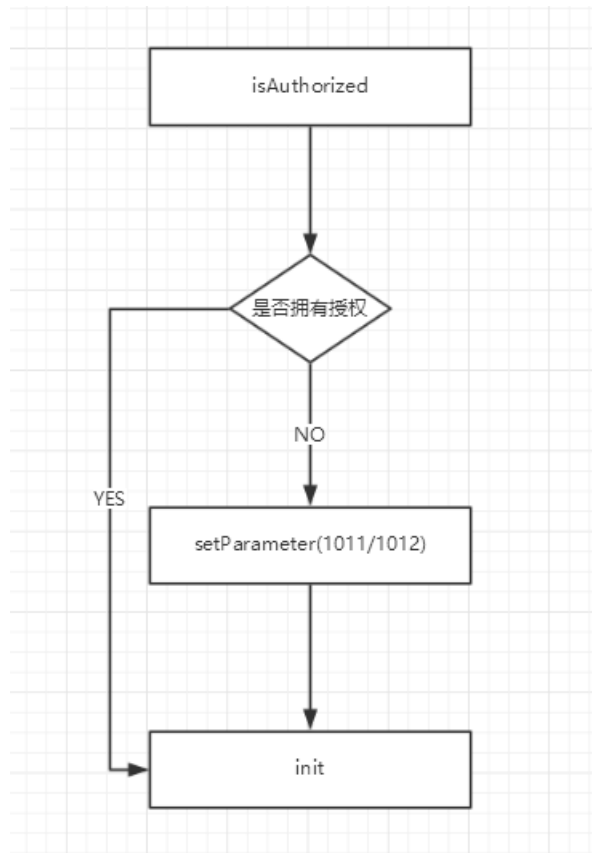 isAuthorized
是否拥有授权
NO
YES
setParameter(1011/1012)
init